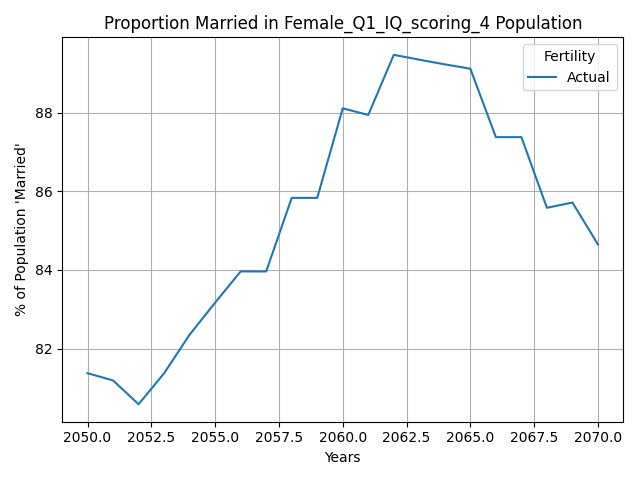 Proportion Married in Female_Q1_IQ_scoring_4 Population
Fertility
Actual
% of Population 'Married'
88
86
84
82
2050.0 2052.5 2055.0 2057.5 2060.0 2062.5 2065.0 2067.5 2070.0
Years